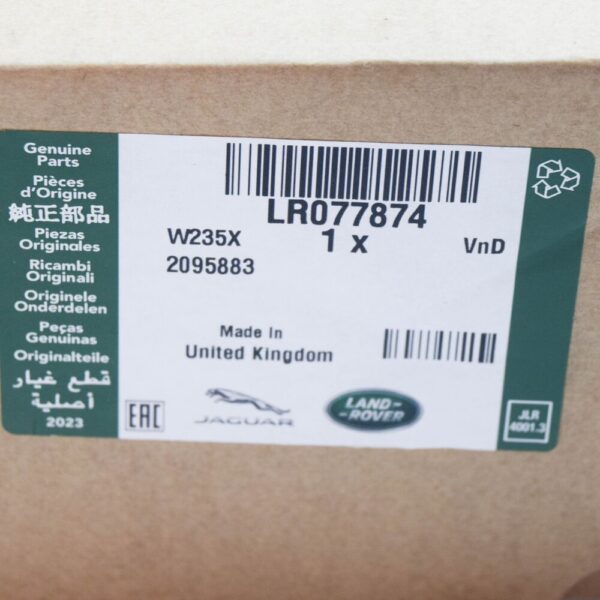 Genuine
Parts
Pièces
d'Origine
純正部品
Piezas
Originales
Ricambi
Originali
Originele
Onderdelen
Peças
Genuinas
Originalteile
قطع غيار
أصلية
2023
LR077874
W235X
1 x
VnD
2095883
Made In
United Kingdom
EAC
JAGUAR
LAND-
-ROVER
JLR
4001.3